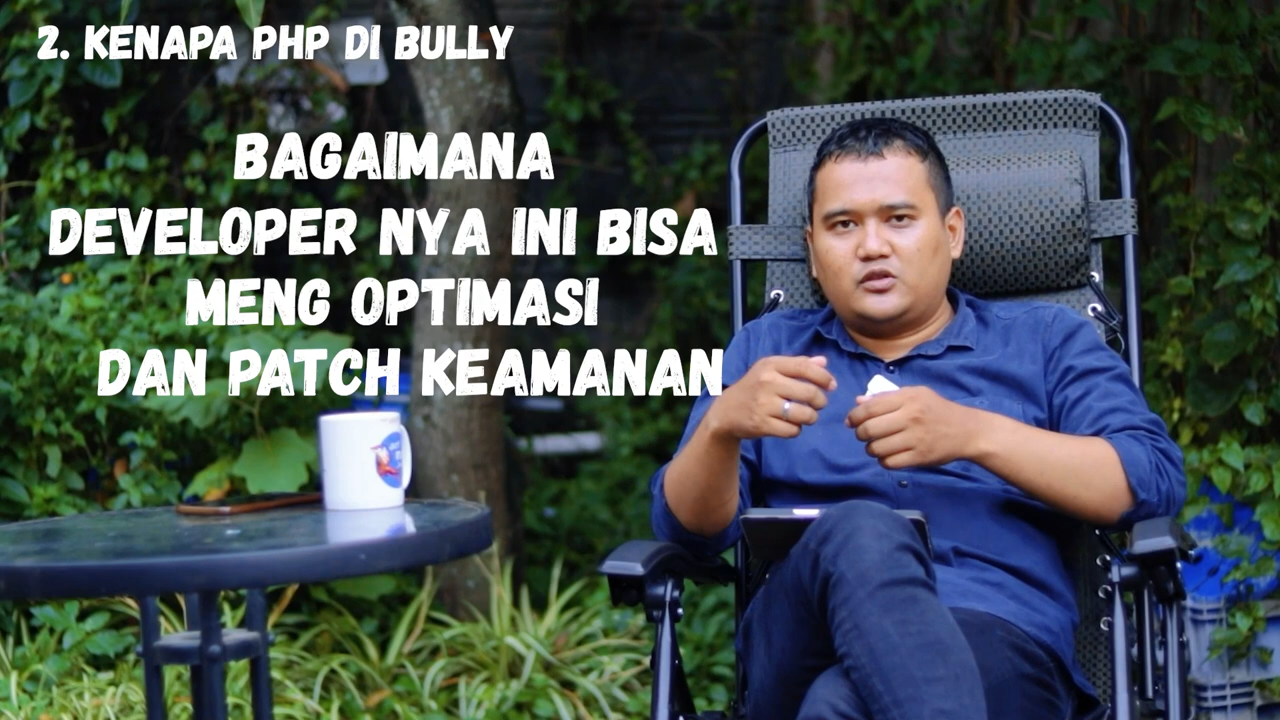 2. KENAPA PHP DI BULLY
BAGAIMANA
DEVELOPER NYA INI BISA
MENG OPTIMASI
DAN PATCH KEAMANAN